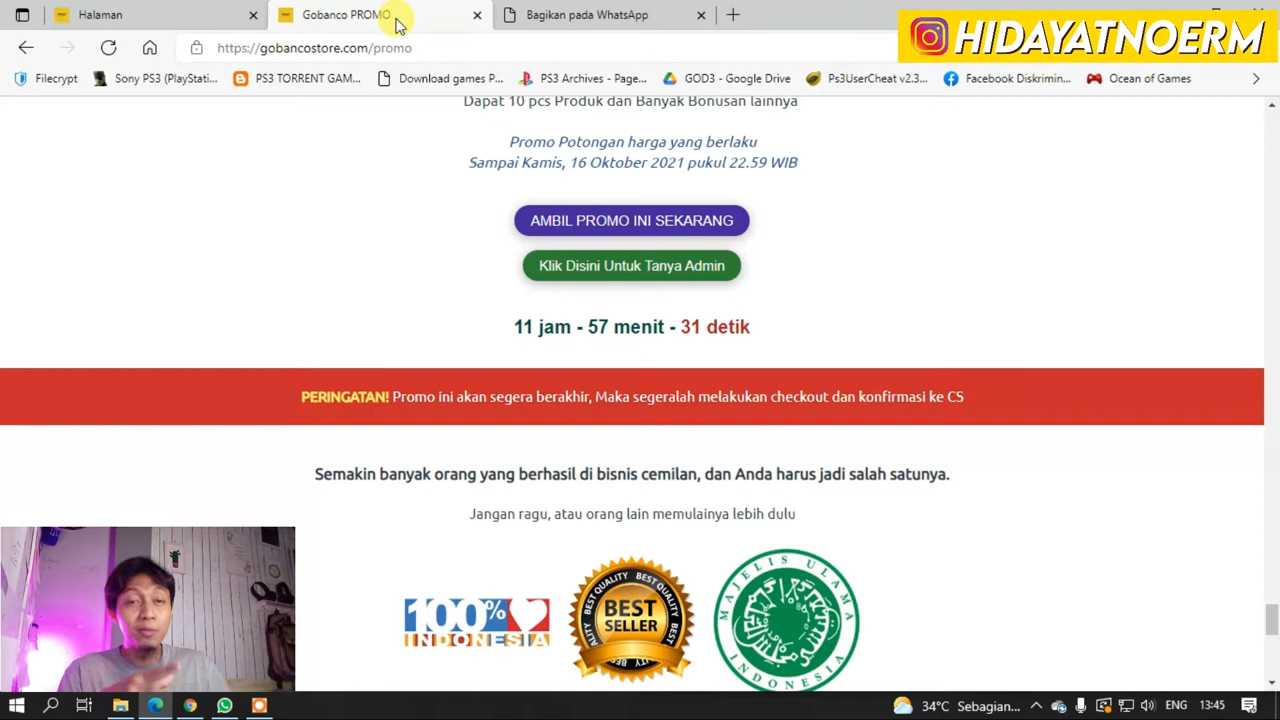 Halaman
Gobanco PROMO
Bagikan pada WhatsApp
HIDAYATNOERM
https://gobancostore.com/promo
Filecrypt
Sony PS3 (PlayStati...
PS3 TORRENT GAM...
Download games P...
PS3 Archives - Page...
GOD3 - Google Drive
Ps3UserCheat v2.3...
Facebook Diskrimin...
Ocean of Games
Dapat 10 pcs Produk dan Banyak Bonusan lainnya
Promo Potongan harga yang berlaku
Sampai Kamis, 16 Oktober 2021 pukul 22.59 WIB
AMBIL PROMO INI SEKARANG
Klik Disini Untuk Tanya Admin
11 jam - 57 menit - 31 detik
PERINGATAN! Promo ini akan segera berakhir, Maka segeralah melakukan checkout dan konfirmasi ke CS
Semakin banyak orang yang berhasil di bisnis cemilan, dan Anda harus jadi salah satunya.
Jangan ragu, atau orang lain memulainya lebih dulu
100%
INDONESIA
BEST QUALITY
BEST SELLER
MAJELIS ULAMA
INDONESIA
34°C Sebagian...
ENG
13:45